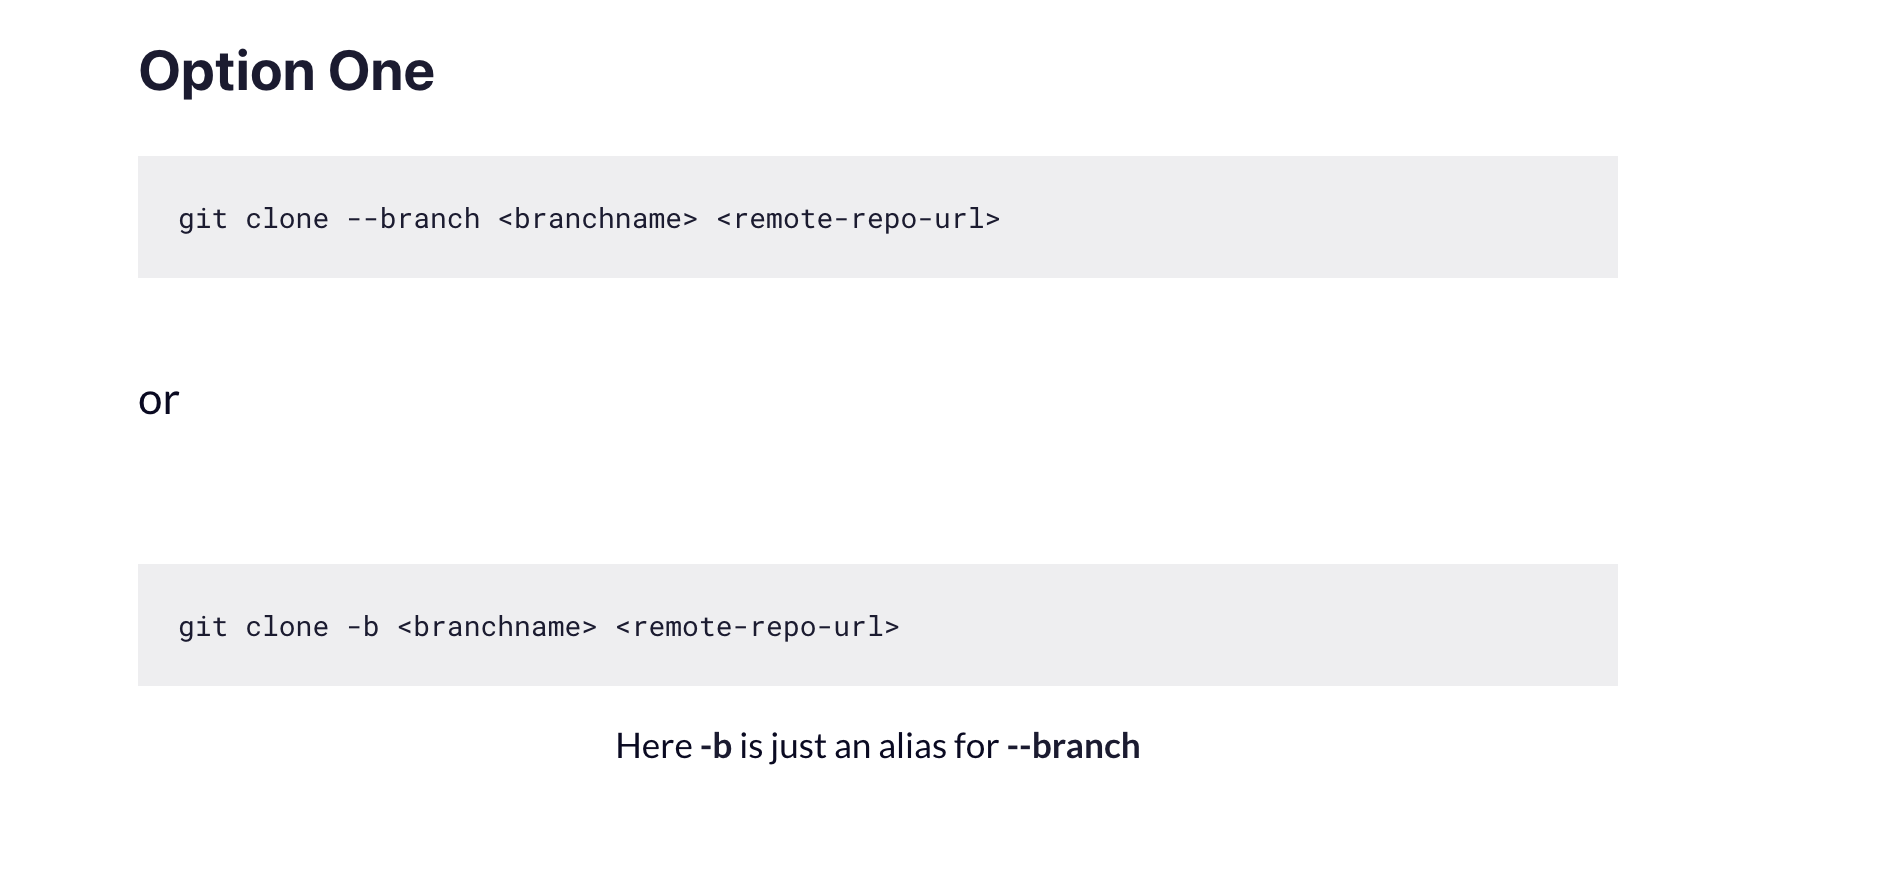 Option One
git clone --branch <branchname> <remote-repo-url>
or
git clone -b <branchname> <remote-repo-url>
Here -b is just an alias for --branch